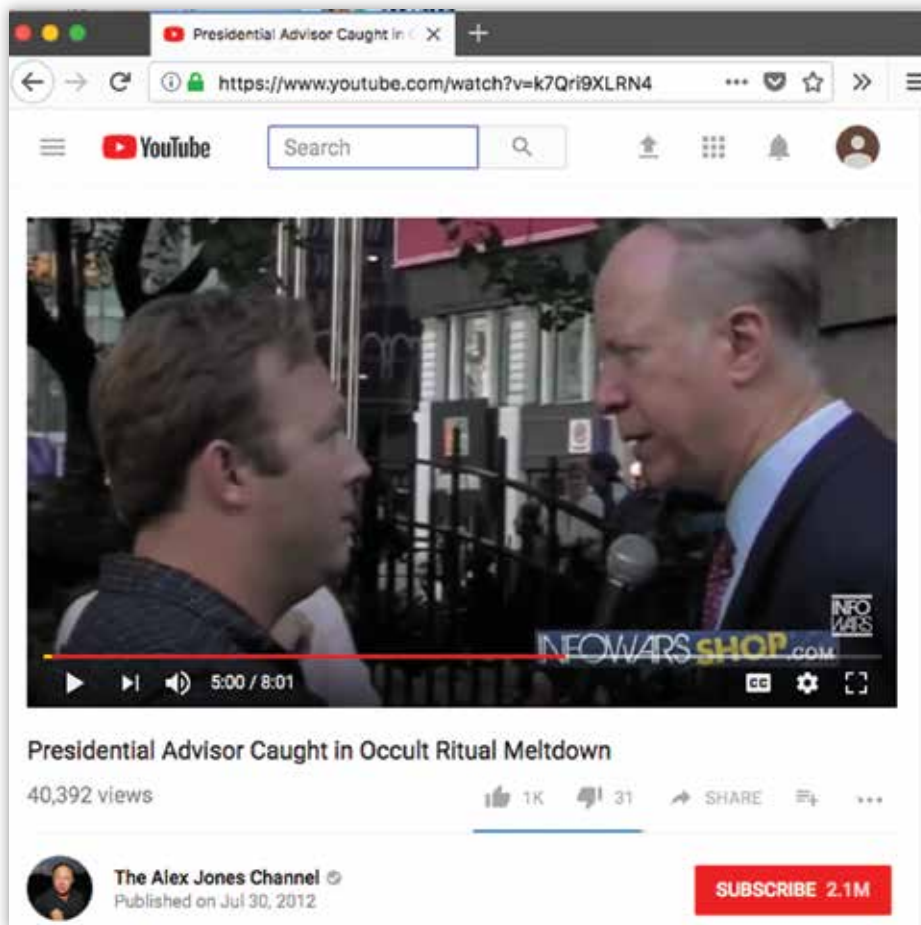 Presidential Advisor Caught in
https://www.youtube.com/watch?v=k7Qri9XLRN4
YouTube
Search
INFO
WARS
INFOWARS SHOP.COM
5:00 / 8:01
CC
Presidential Advisor Caught in Occult Ritual Meltdown
40,392 views
1K
31
SHARE
The Alex Jones Channel
Published on Jul 30, 2012
SUBSCRIBE 2.1M